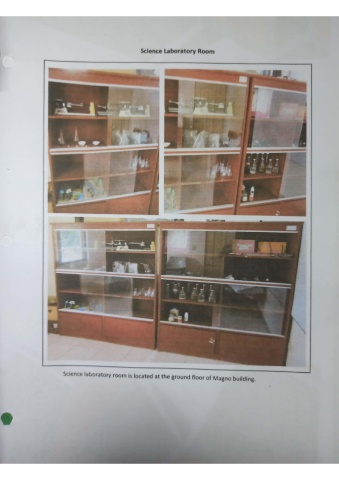 Science Laboratory Room
Science laboratory room is located at the ground floor of Magno building.